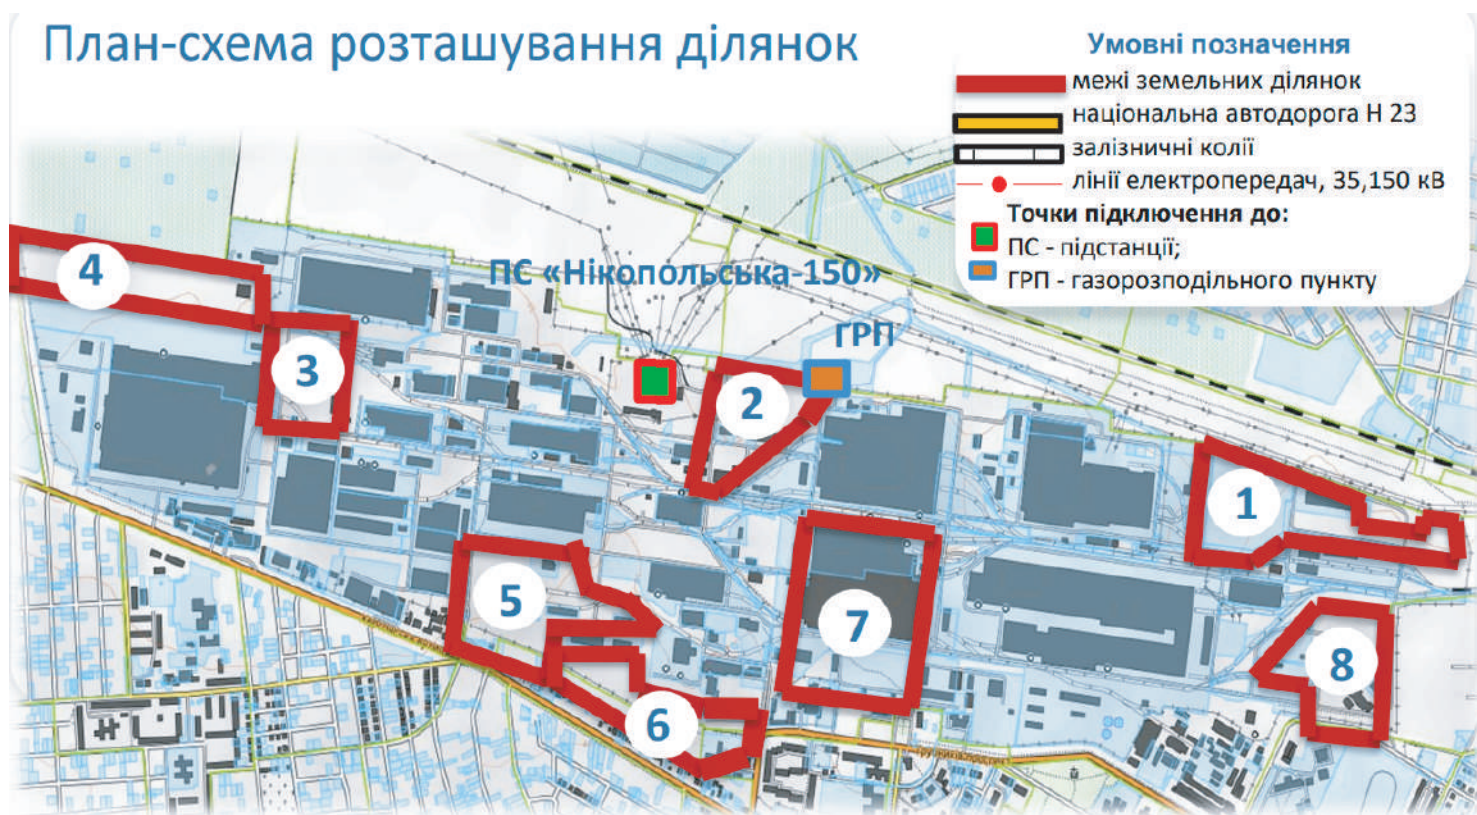 План-схема розташування ділянок
Умовні позначення
межі земельних ділянок
національна автодорога Н 23
залізничні колії
лінії електропередач, 35,150 кВ
Точки підключення до:
ПС - підстанції;
ГРП - газорозподільного пункту
ПС «Нікопольська-150»
ГРП
4
3
2
1
5
7
8
6